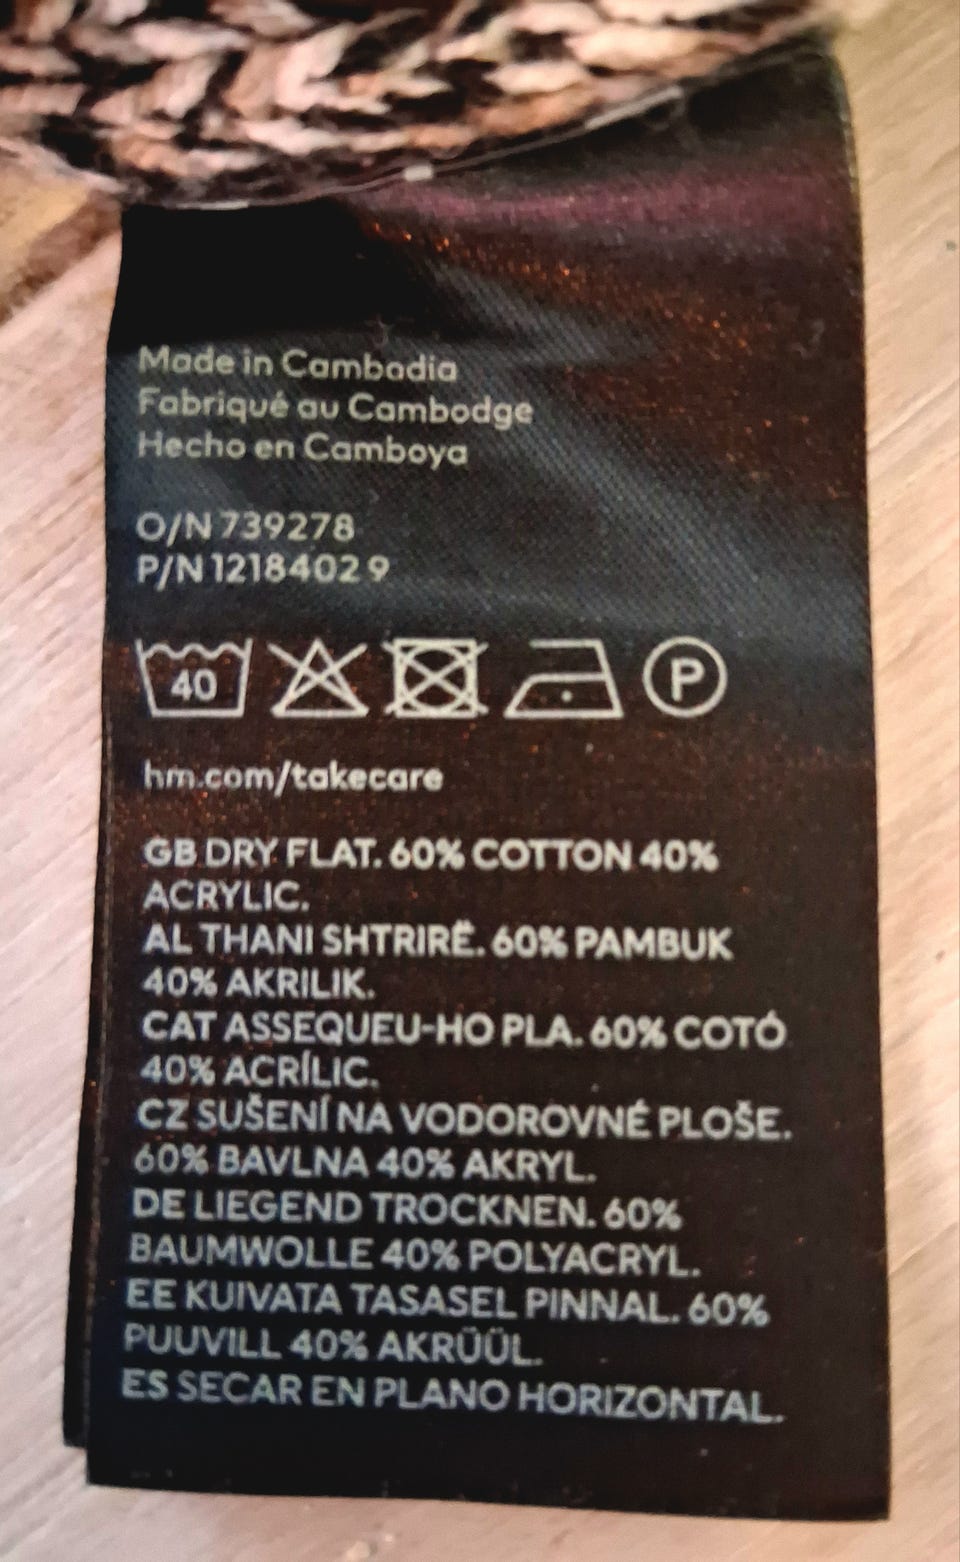 Made in Cambodia
Fabriqué au Cambodge
Hecho en Camboya
O/N 739278
P/N 1218402 9
40 P
hm.com/takecare
GB DRY FLAT. 60% COTTON 40%
ACRYLIC.
AL THANI SHTRIRË. 60% PAMBUK
40% AKRILIK.
CAT ASSEQUEU-HO PLA. 60% COTÓ
40% ACRÍLIC.
CZ SUŠENÍ NA VODOROVNÉ PLOŠE.
60% BAVLNA 40% AKRYL.
DE LIEGEND TROCKNEN. 60%
BAUMWOLLE 40% POLYACRYL.
EE KUIVATA TASASEL PINNAL. 60%
PUUVILL 40% AKRÜÜL.
ES SECAR EN PLANO HORIZONTAL.